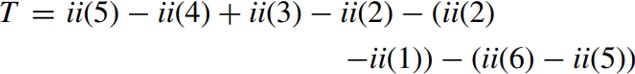 T = ii(5) − ii(4) + ii(3) − ii(2) − (ii(2)
−ii(1)) − (ii(6) − ii(5))